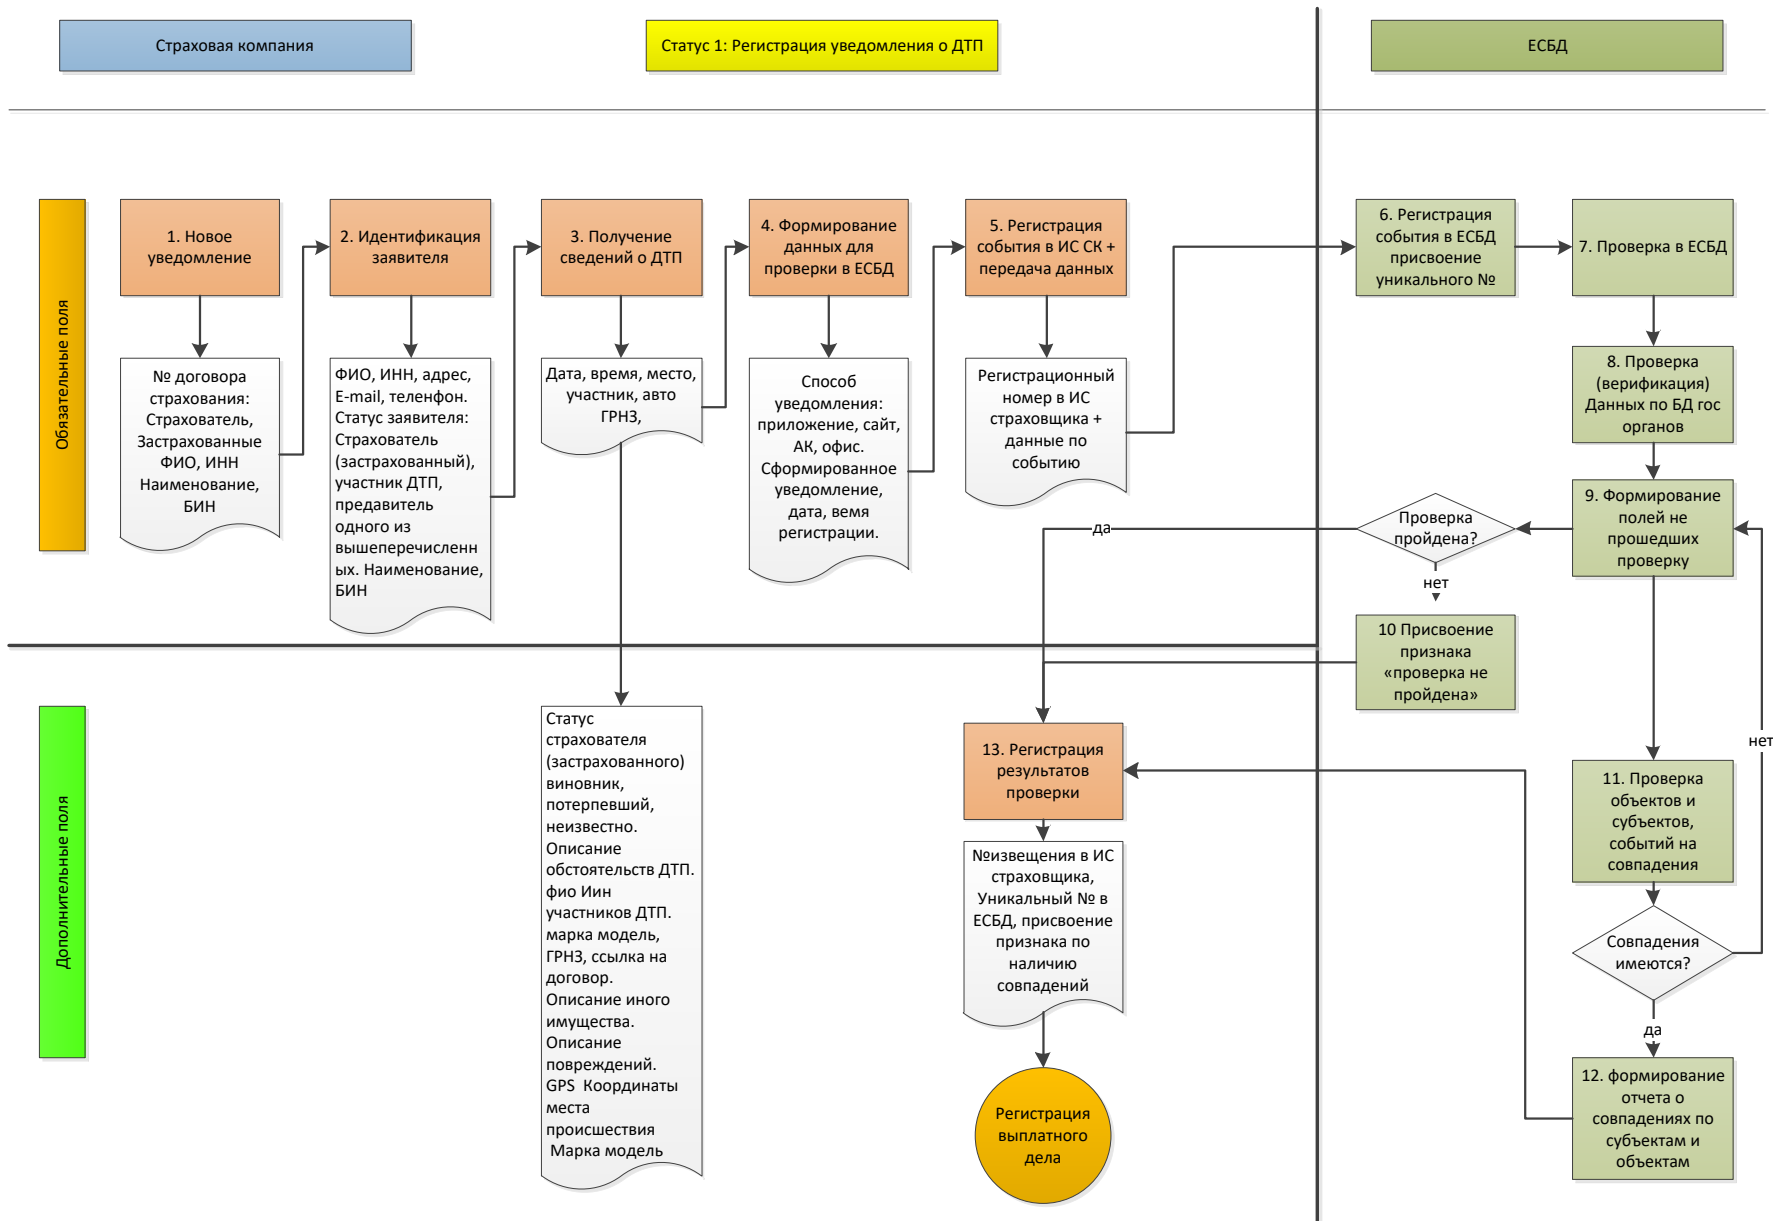 Страховая компания
Статус 1: Регистрация уведомления о ДТП
ЕСБД
Обязательные поля
1. Новое
уведомление
2. Идентификация
заявителя
3. Получение
сведений о ДТП
4. Формирование
данных для
проверки в ЕСБД
5. Регистрация
события в ИС СК +
передача данных
6. Регистрация
события в ЕСБД
присвоение
уникального №
7. Проверка в ЕСБД
№ договора
страхования:
Страхователь,
Застрахованные
ФИО, ИНН
Наименование,
БИН
ФИО, ИНН, адрес,
E-mail, теленфон.
Статус заявителя:
Страхователь
(застрахованный),
участник ДТП,
предавитель
одного из
вышеперечисленн
ых. Наименование,
БИН
Дата, время, место,
участник, авто
ГРНЗ,
Способ
уведомления:
приложение, сайт,
АК, офис.
Сформированное
уведомление,
дата, вемя
регистрации.
Регистрационный
номер в ИС
страховщика +
данные по
событию
8. Проверка
(верификация)
Данных по БД гос
органов
9. Формирование
полей не
прошедших
проверку
Проверка
пройдена?
да
нет
10 Присвоение
признака
«проверка не
пройдена»
Дополнительные поля
Статус
страхователя
(застрахованного)
виновник,
потерпевший,
неизвестно.
Описание
обстоятельств ДТП.
фио Иин
участников ДТП.
марка модель,
ГРНЗ, ссылка на
договор.
Описание иного
имущества.
Описание
повреждений.
GPS Координаты
места
происшествия
Марка модель
13. Регистрация
результатов
проверки
№извещения в ИС
страховщика,
Уникальный № в
ЕСБД, присвоение
признака по
наличию
совпадений
Регистрация
выплатного
дела
11. Проверка
объектов и
субъектов,
событий на
совпадения
нет
Совпадения
имеются?
да
12. формирование
отчета о
совпадениях по
субъектам и
объектам